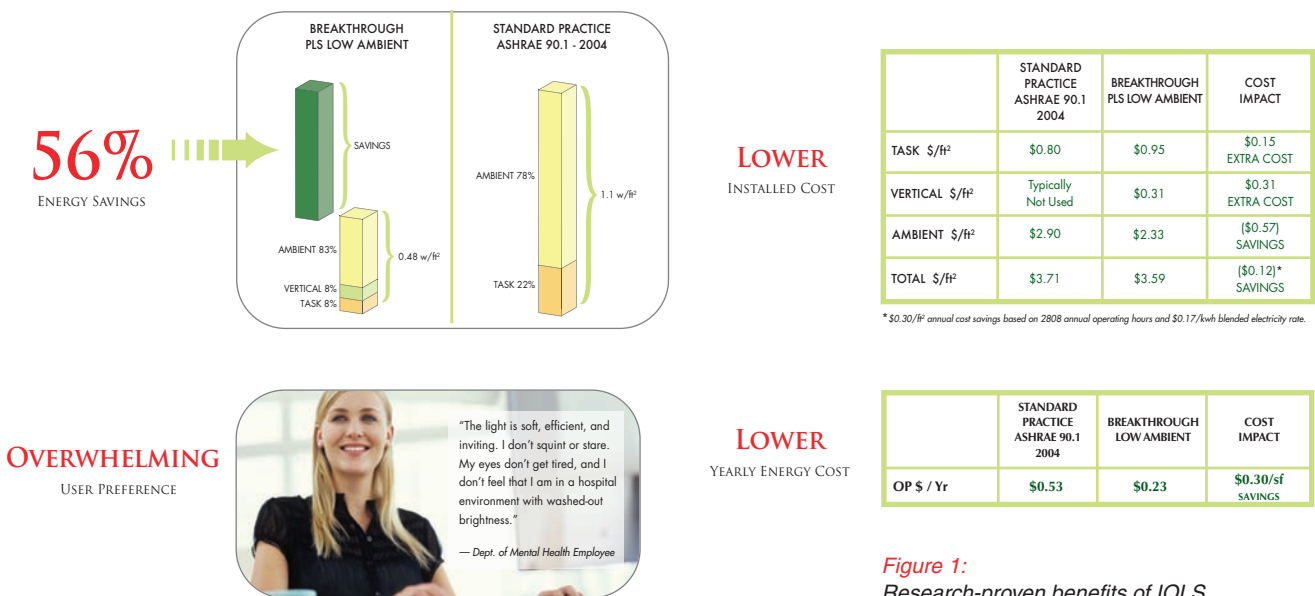 BREAKTHROUGH
PLS LOW AMBIENT
STANDARD PRACTICE
ASHRAE 90.1 - 2004
56%
ENERGY SAVINGS
SAVINGS
AMBIENT 83%
VERTICAL 8%
TASK 8%
0.48 w/ft²
AMBIENT 78%
TASK 22%
1.1 w/ft²
LOWER
INSTALLED COST
STANDARD
PRACTICE
ASHRAE 90.1
2004
BREAKTHROUGH
PLS LOW AMBIENT
COST
IMPACT
TASK $/ft²
$0.80
$0.95
$0.15
EXTRA COST
VERTICAL $/ft²
Typically
Not Used
$0.31
$0.31
EXTRA COST
AMBIENT $/ft²
$2.90
$2.33
($0.57)
SAVINGS
TOTAL $/ft²
$3.71
$3.59
($0.12)*
SAVINGS
* $0.30/ft² annual cost savings based on 2808 annual operating hours and $0.17/kwh blended electricity rate.
OVERWHELMING
USER PREFERENCE
"The light is soft, efficient, and
inviting. I don't squint or stare.
My eyes don't get tired, and I
don't feel that I am in a hospital
environment with washed-out
brightness."
— Dept. of Mental Health Employee
LOWER
YEARLY ENERGY COST
STANDARD
PRACTICE
ASHRAE 90.1
2004
BREAKTHROUGH
LOW AMBIENT
COST
IMPACT
OP $ / Yr
$0.53
$0.23
$0.30/sf
SAVINGS
Figure 1:
Research-proven benefits of IOLS